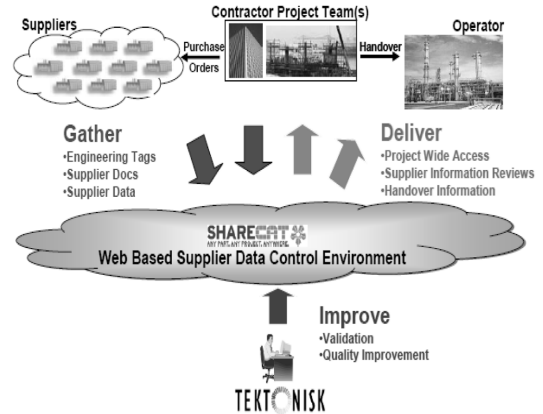 Suppliers
Contractor Project Team(s)
Operator
Purchase
Orders
Handover
Gather
•Engineering Tags
•Supplier Docs
•Supplier Data
Deliver
•Project Wide Access
•Supplier Information Reviews
•Handover Information
SHARECAT
ANY PART. ANY PROJECT. ANYWHERE.
Web Based Supplier Data Control Environment
Improve
•Validation
•Quality Improvement
TEKTONISK